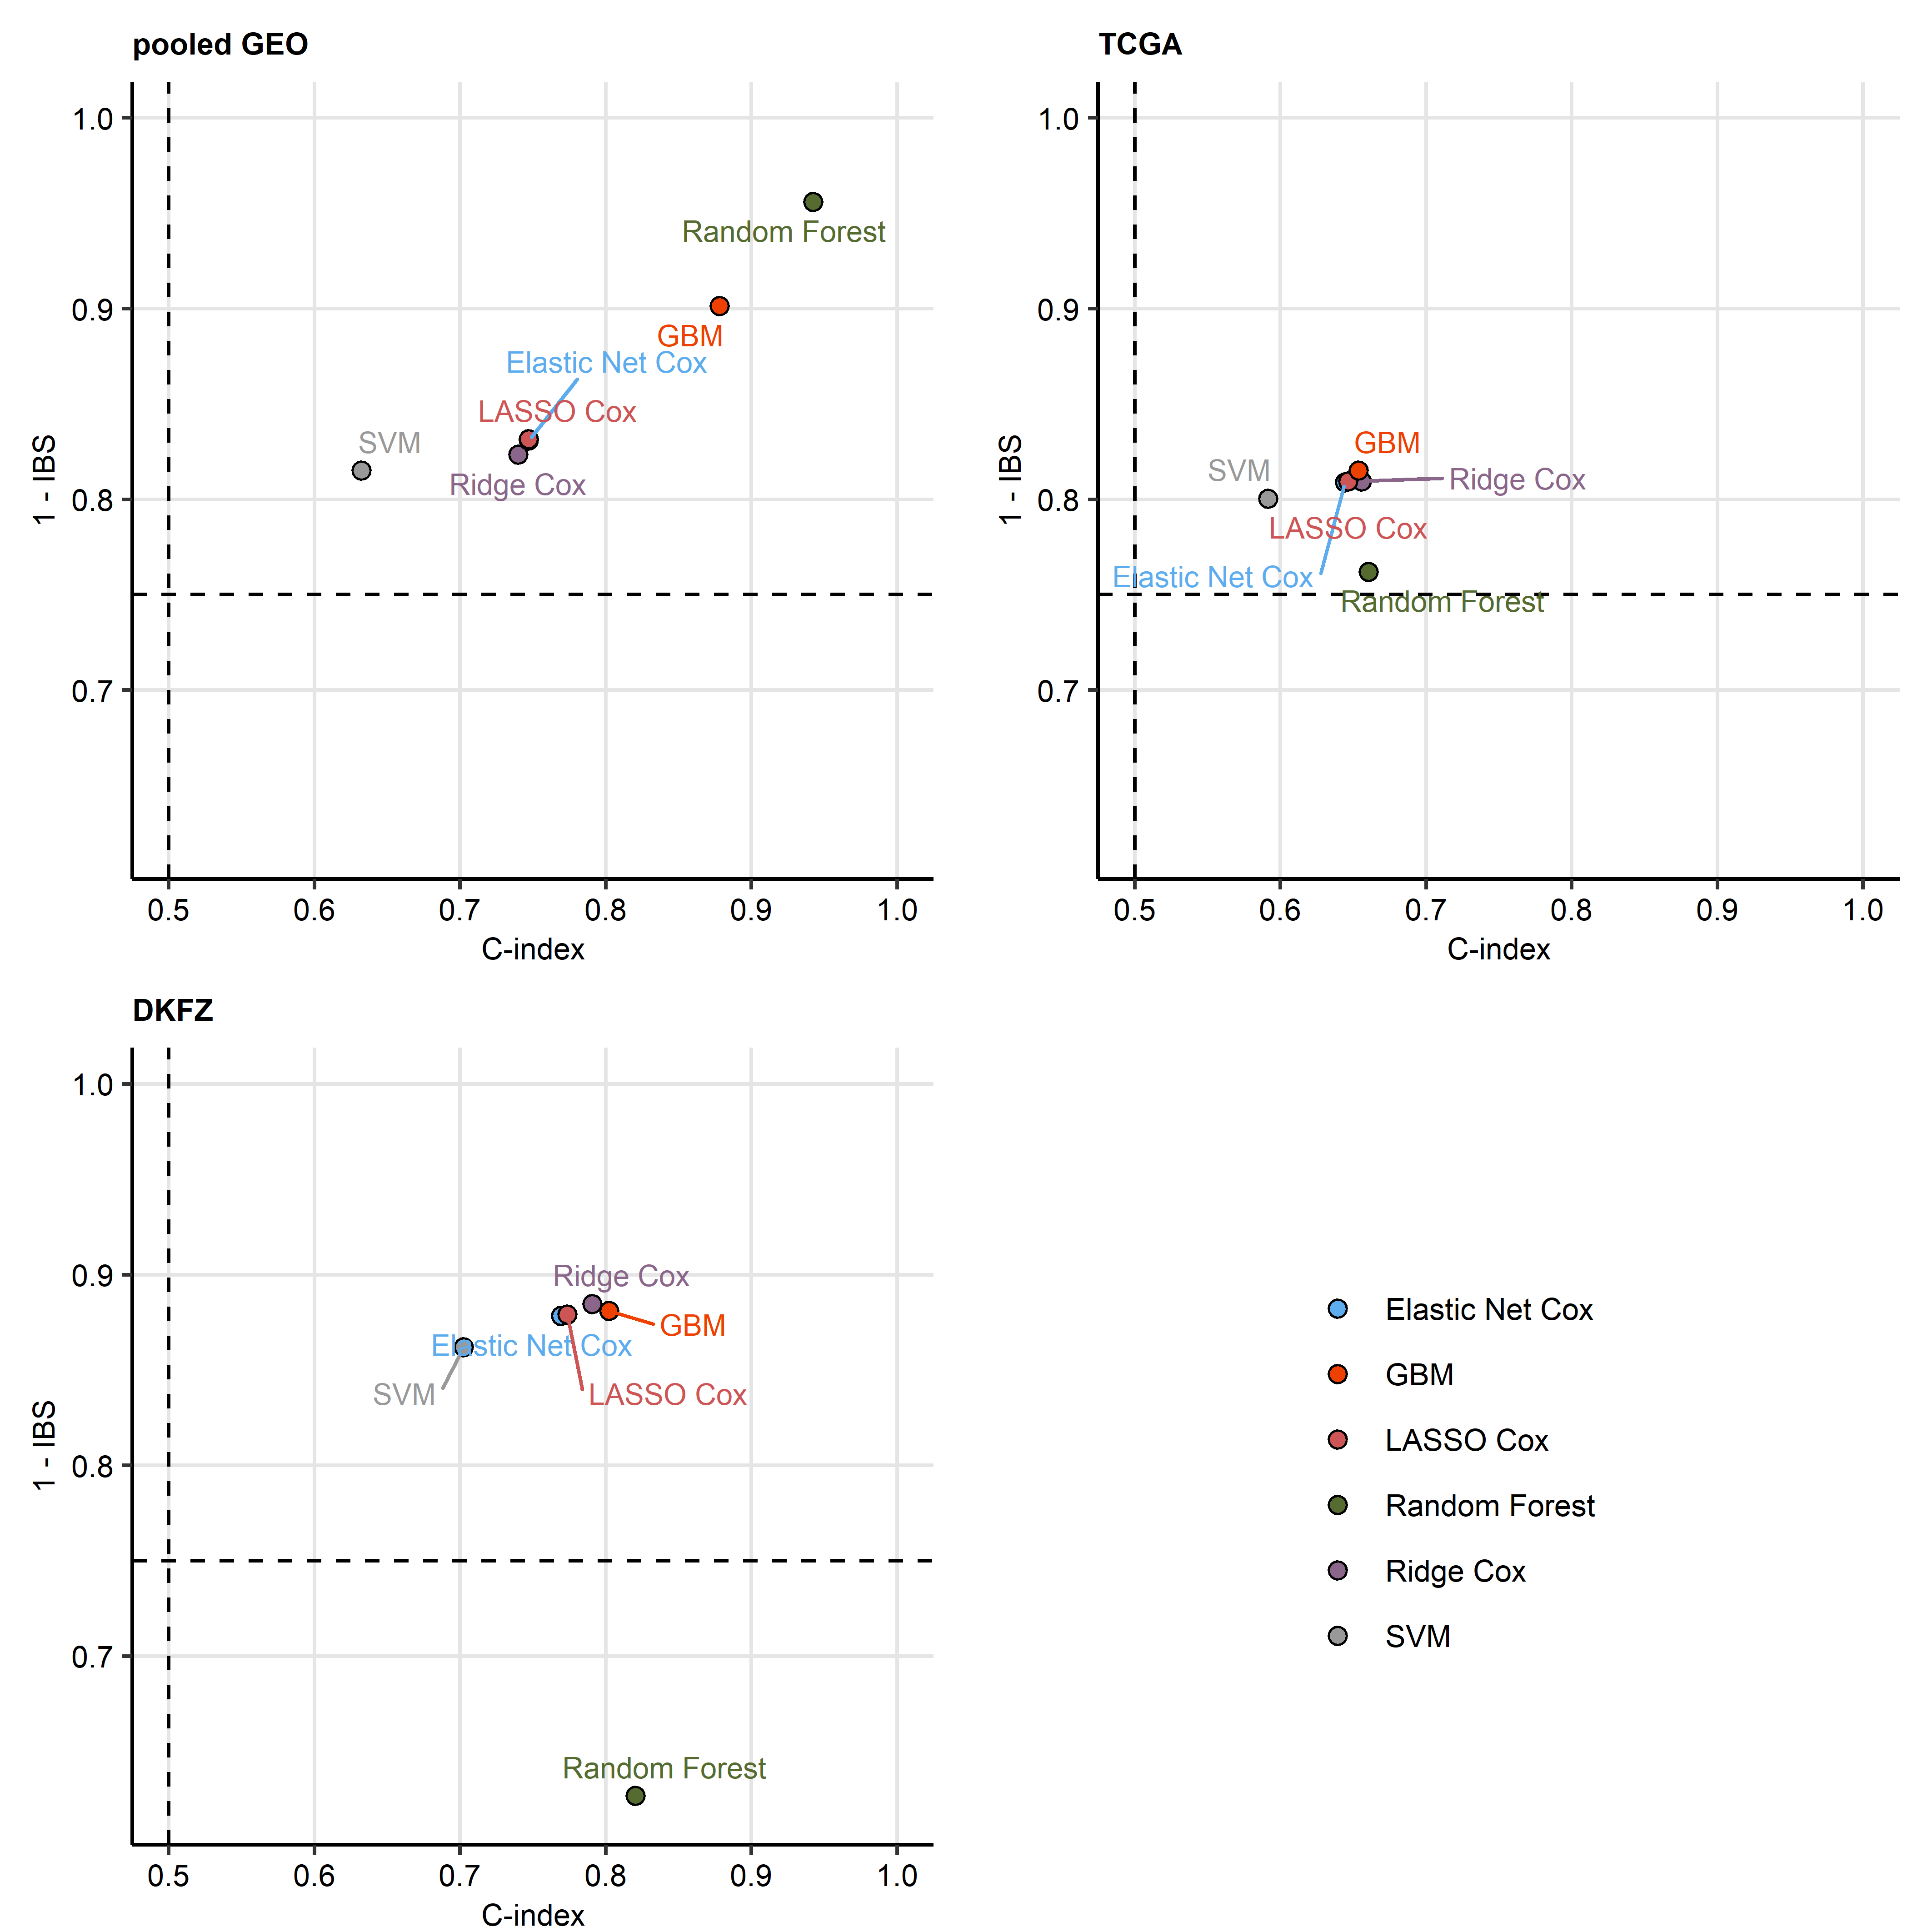 pooled GEO
1 - IBS
1.0
0.9
0.8
0.7
Random Forest
GBM
Elastic Net Cox
LASSO Cox
SVM
Ridge Cox
0.5 0.6 0.7 0.8 0.9 1.0
C-index
TCGA
1 - IBS
1.0
0.9
0.8
0.7
GBM
SVM
Ridge Cox
LASSO Cox
Elastic Net Cox
Random Forest
0.5 0.6 0.7 0.8 0.9 1.0
C-index
DKFZ
1 - IBS
1.0
0.9
0.8
0.7
Ridge Cox
GBM
Elastic Net Cox
SVM
LASSO Cox
Random Forest
0.5 0.6 0.7 0.8 0.9 1.0
C-index
Elastic Net Cox
GBM
LASSO Cox
Random Forest
Ridge Cox
SVM